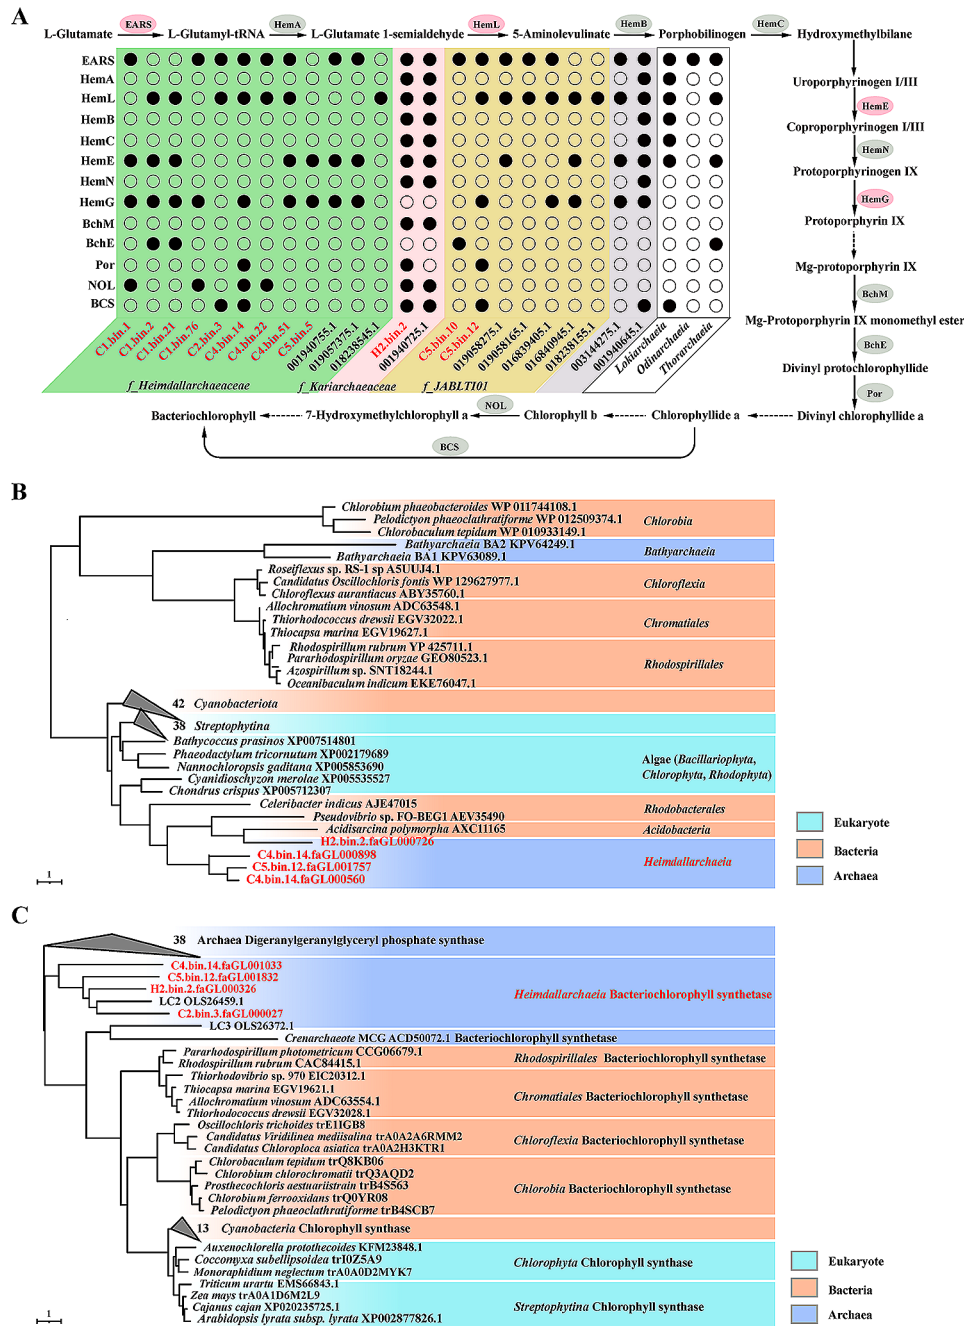 A
EARS
HemA
HemL
HemB
HemC
L-Glutamate
L-Glutamyl-tRNA
L-Glutamate 1-semialdehyde
5-Aminolevulinate
Porphobilinogen
Hydroxymethylbilane
EARS
HemA
HemL
HemB
HemC
HemE
HemN
HemG
BchM
BchE
Por
NOL
BCS
Uroporphyrinogen I/III
HemE
Coproporphyrinogen I/III
HemN
Protoporphyrinogen IX
HemG
Protoporphyrin IX
Mg-protoporphyrin IX
BchM
Mg-Protoporphyrin IX monomethyl ester
BchE
Divinyl protochlorophyllide
Por
Divinyl chlorophyllide a
C1.bin.1
C1.bin.2
C1.bin.21
C1.bin.76
C2.bin.3
C4.bin.14
C4.bin.22
C4.bin.51
C5.bin.5
001940755.1
019057375.1
018238545.1
H2.bin.2
001940725.1
C5.bin.10
C5.bin.12
019058275.1
019058165.1
016839405.1
016840945.1
018238155.1
003144275.1
001940645.1
Lokiarchaeia
Odinarchaeia
Thorarchaeia
f_Heimdallarchaeaceae
f_Kariarchaeaceae
f_JABLTI01
Bacteriochlorophyll
7-Hydroxymethylchlorophyll a
NOL
Chlorophyll b
Chlorophyllide a
BCS
B
Chlorobium phaeobacteroides WP 011744108.1
Pelodictyon phaeoclathratiforme WP 012509374.1
Chlorobaculum tepidum WP 010933149.1
Chlorobia
Bathyarchaeia BA2 KPV64249.1
Bathyarchaeia BA1 KPV63089.1
Bathyarchaeia
Roseiflexus sp. RS-1 sp A5UUJ4.1
Candidatus Oscillochloris fontis WP 129627977.1
Chloroflexus aurantiacus ABY35760.1
Chloroflexia
Allochromatium vinosum ADC63548.1
Thiorhodococcus drewsii EGV32022.1
Thiocapsa marina EGV19627.1
Chromatiales
Rhodospirillum rubrum YP 425711.1
Pararhodospirillum oryzae GEO80523.1
Azospirillum sp. SNT18244.1
Oceanibaculum indicum EKE76047.1
Rhodospirillales
42 Cyanobacteriota
38 Streptophytina
Bathycoccus prasinos XP007514801
Phaeodactylum tricornutum XP002179689
Nannochloropsis gaditana XP005853690
Cyanidioschyzon merolae XP005535527
Chondrus crispus XP005712307
Algae (Bacillariophyta,
Chlorophyta, Rhodophyta)
Celeribacter indicus AJE47015
Pseudovibrio sp. FO-BEG1 AEV35490
Rhodobacterales
Acidisarcina polymorpha AXC11165
Acidobacteria
H2.bin.2.faGL000726
C4.bin.14.faGL000898
C5.bin.12.faGL001757
C4.bin.14.faGL000560
Heimdallarchaeia
1
Eukaryote
Bacteria
Archaea
C
38 Archaea Digeranylgeranylglyceryl phosphate synthase
C4.bin.14.faGL001033
C5.bin.12.faGL001832
H2.bin.2.faGL000326
LC2 OLS26459.1
C2.bin.3.faGL000027
Heimdallarchaeia Bacteriochlorophyll synthetase
LC3 OLS26372.1
Crenarchaeote MCG ACD50072.1 Bacteriochlorophyll synthetase
Pararhodospirillum photometricum CCG06679.1
Rhodospirillum rubrum CAC84415.1
Rhodospirillales Bacteriochlorophyll synthetase
Thiorhodovibrio sp. 970 EIC20312.1
Thiocapsa marina EGV19621.1
Allochromatium vinosum ADC63554.1
Thiorhodococcus drewsii EGV32028.1
Chromatiales Bacteriochlorophyll synthetase
Oscillochloris trichoides trE1IGB8
Candidatus Viridilinea mediisalina trA0A2A6RMM2
Candidatus Chloroploca asiatica trA0A2H3KTR1
Chloroflexia Bacteriochlorophyll synthetase
Chlorobaculum tepidum trQ8KB06
Chlorobium chlorochromatii trQ3AQD2
Prosthecochloris aestuariistrain trB4S563
Chlorobium ferrooxidans trQ0YR08
Pelodictyon phaeoclathratiforme trB4SCB7
Chlorobia Bacteriochlorophyll synthetase
13 Cyanobacteria Chlorophyll synthase
Auxenochlorella protothecoides KFM23848.1
Coccomyxa subellipsoidea trI0Z5A9
Monoraphidium neglectum trA0A0D2MYK7
Chlorophyta Chlorophyll synthase
Triticum urartu EMS66843.1
Zea mays trA0A1D6M2L9
Cajanus cajan XP020235725.1
Arabidopsis lyrata subsp. lyrata XP002877826.1
Streptophytina Chlorophyll synthase
1
Eukaryote
Bacteria
Archaea